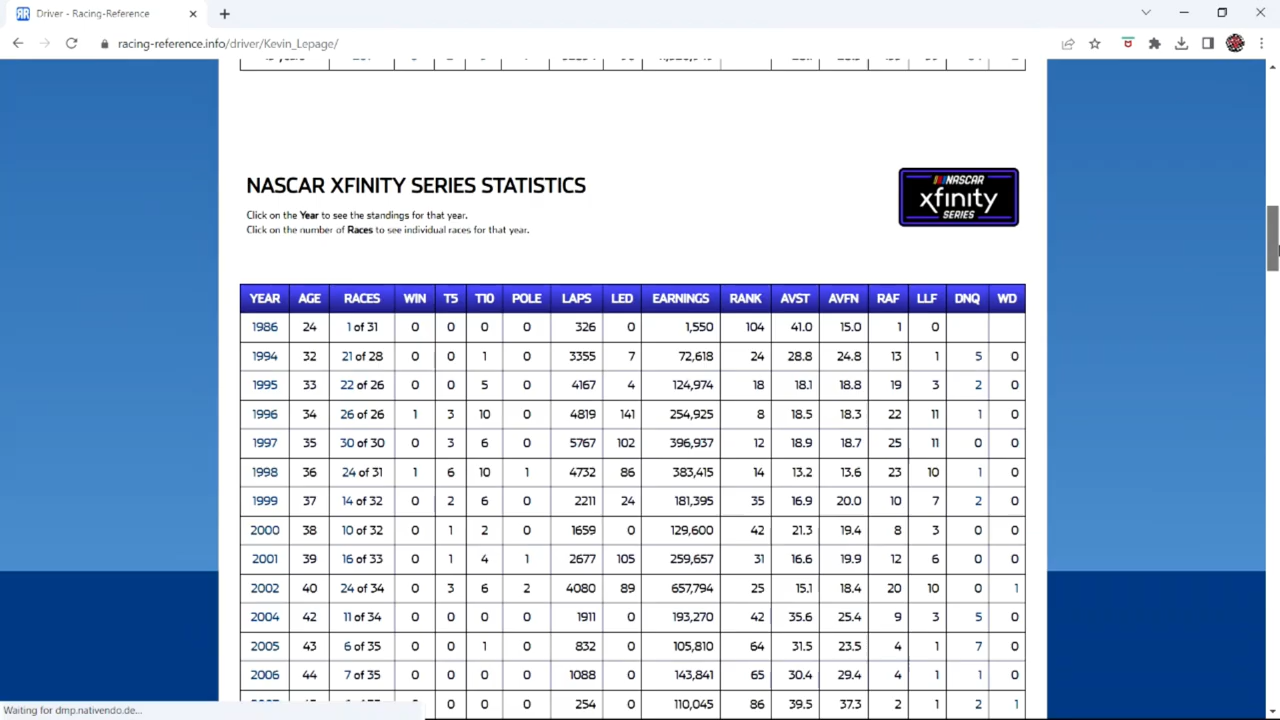 Driver - Racing-Reference
racing-reference.info/driver/Kevin_Lepage/
NASCAR XFINITY SERIES STATISTICS
Click on the Year to see the standings for that year.
Click on the number of Races to see individual races for that year.
NASCAR
xfinity
SERIES
YEAR AGE RACES WIN T5 T10 POLE LAPS LED EARNINGS RANK AVST AVFN RAF LLF DNQ WD
1986 24 1 of 31 0 0 0 0 326 0 1,550 104 41.0 15.0 1 0
1994 32 21 of 28 0 0 1 0 3355 7 72,618 24 28.8 24.8 13 1 5 0
1995 33 22 of 26 0 0 5 0 4167 4 124,974 18 18.1 18.8 19 3 2 0
1996 34 26 of 26 1 3 10 0 4819 141 254,925 8 18.5 18.3 22 11 1 0
1997 35 30 of 30 0 3 6 0 5767 102 396,937 12 18.9 18.7 25 11 0 0
1998 36 24 of 31 1 6 10 1 4732 86 383,415 14 13.2 13.6 23 10 1 0
1999 37 14 of 32 0 2 6 0 2211 24 181,395 35 16.9 20.0 10 7 2 0
2000 38 10 of 32 0 1 2 0 1659 0 129,600 42 21.3 19.4 8 3 0 0
2001 39 16 of 33 0 1 4 1 2677 105 259,657 31 16.6 19.9 12 6 0 0
2002 40 24 of 34 0 3 6 2 4080 89 657,794 25 15.1 18.4 20 10 0 1
2004 42 11 of 34 0 0 0 0 1911 0 193,270 42 35.6 25.4 9 3 5 0
2005 43 6 of 35 0 0 1 0 832 0 105,810 64 31.5 23.5 4 1 7 0
2006 44 7 of 35 0 0 0 0 1088 0 143,841 65 30.4 29.4 4 1 1 0
0 0 0 0 254 0 110,045 86 39.5 37.3 2 1 2 1
Waiting for dmp.nativendo.de...